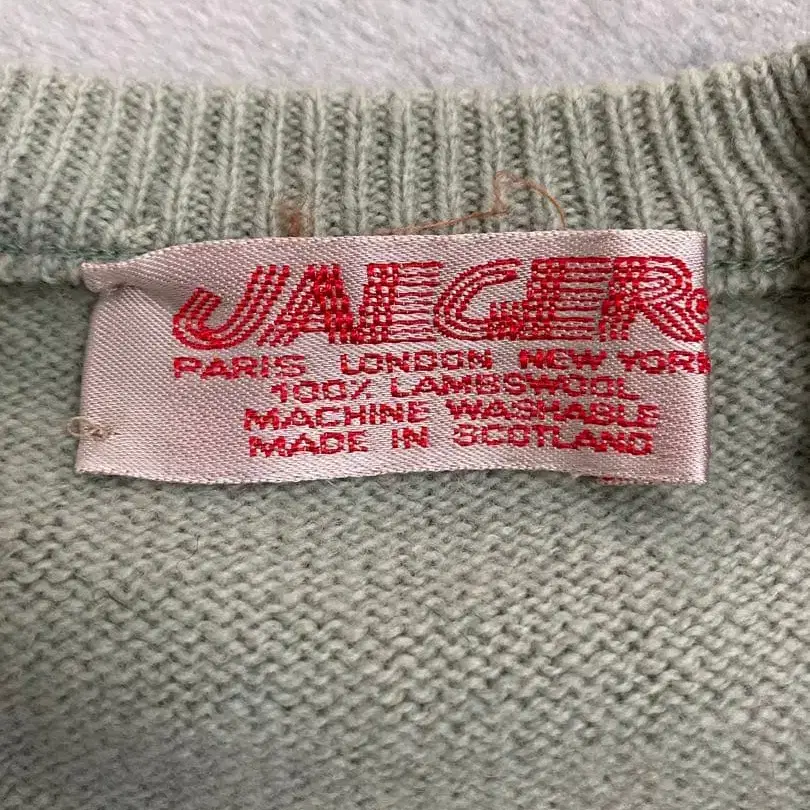 JAEGER
PARIS LONDON NEW YORK
100% LAMBSWOOL
MACHINE WASHABLE
MADE IN SCOTLAND